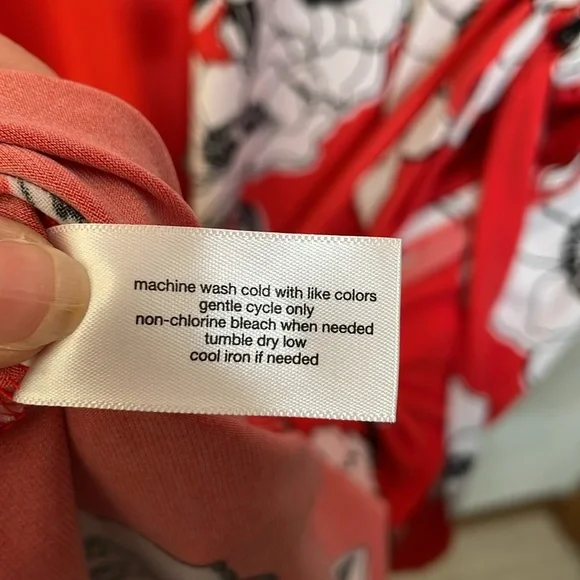 machine wash cold with like colors
gentle cycle only
non-chlorine bleach when needed
tumble dry low
cool iron if needed